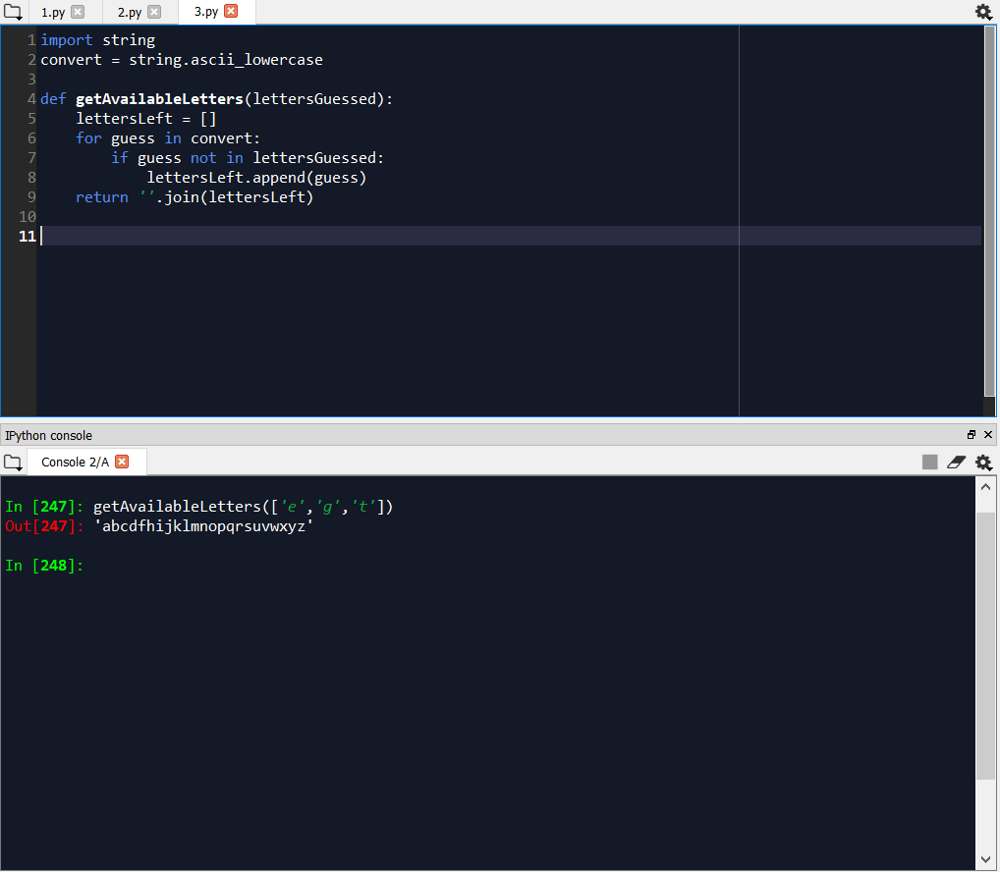 1.py 2.py 3.py
1 import string
2 convert = string.ascii_lowercase
3
4 def getAvailableLetters(lettersGuessed):
5     lettersLeft = []
6     for guess in convert:
7         if guess not in lettersGuessed:
8             lettersLeft.append(guess)
9     return ''.join(lettersLeft)
10
11
IPython console
Console 2/A
In [247]: getAvailableLetters(['e','g','t'])
Out[247]: 'abcdfhijklmnopqrsuvwxyz'
In [248]: